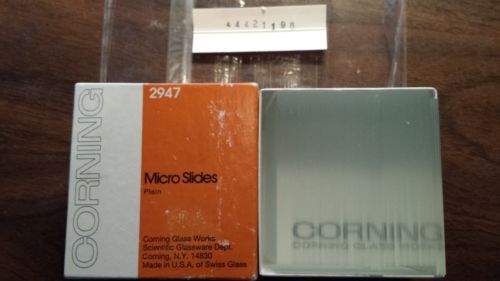 44421198
CORNING
2947
Micro Slides
Plain
Corning Glass Works
Scientific Glassware Dept.
Corning, N.Y. 14830
Made in U.S.A. of Swiss Glass
CORNING
CORNING GLASS WORKS